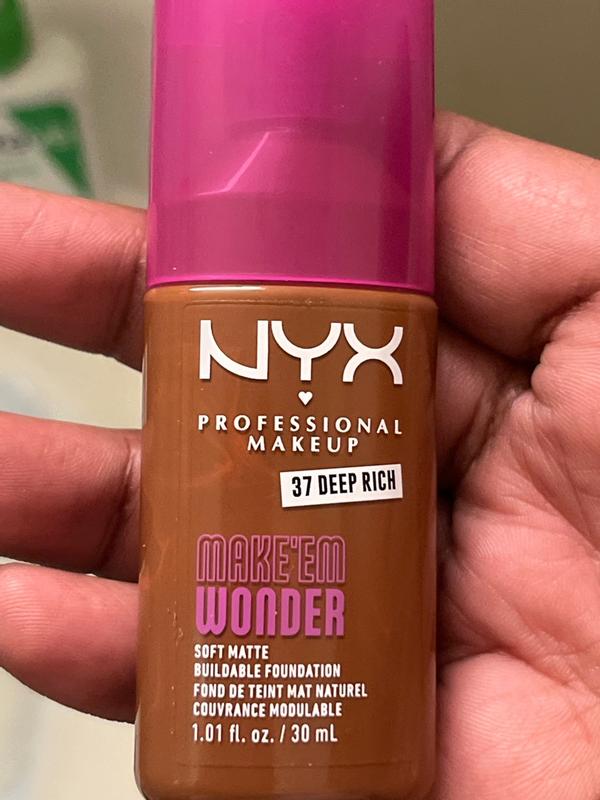 NYX
PROFESSIONAL
MAKEUP
37 DEEP RICH
MAKE'EM
WONDER
SOFT MATTE
BUILDABLE FOUNDATION
FOND DE TEINT MAT NATUREL
COUVRANCE MODULABLE
1.01 fl. oz. / 30 mL